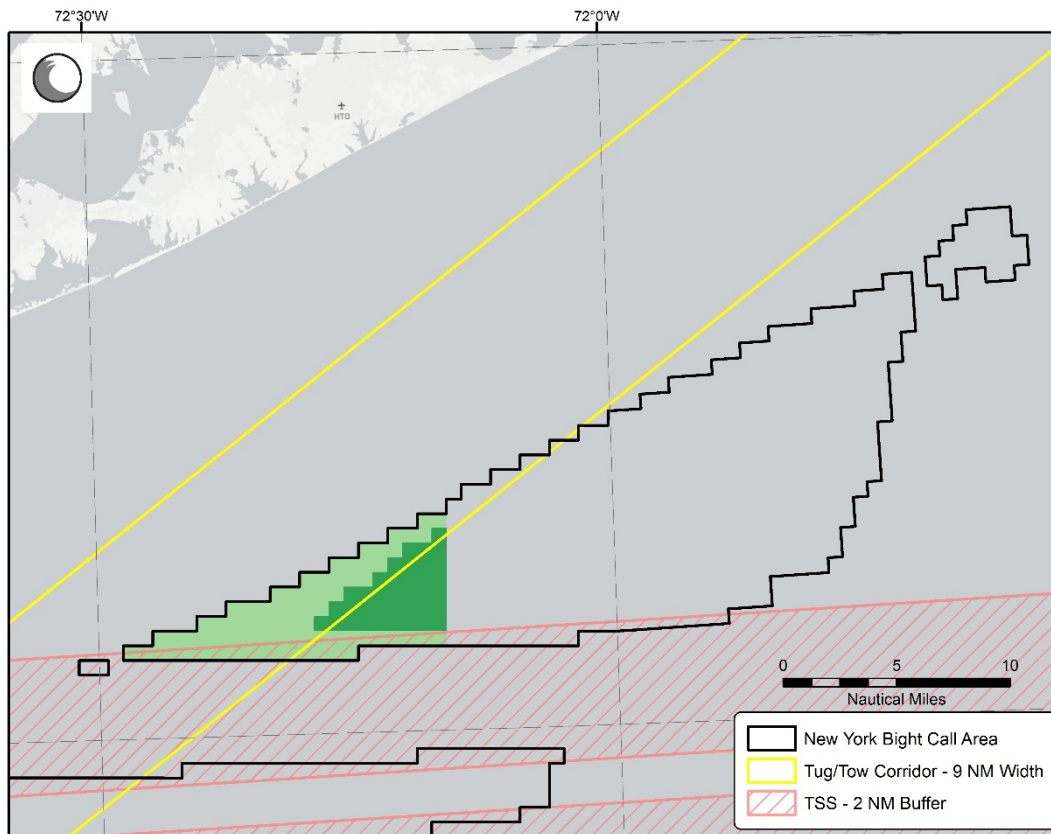 72°30'W
72°0'W
HTO
0
5
10
Nautical Miles
New York Bight Call Area
Tug/Tow Corridor - 9 NM Width
TSS - 2 NM Buffer